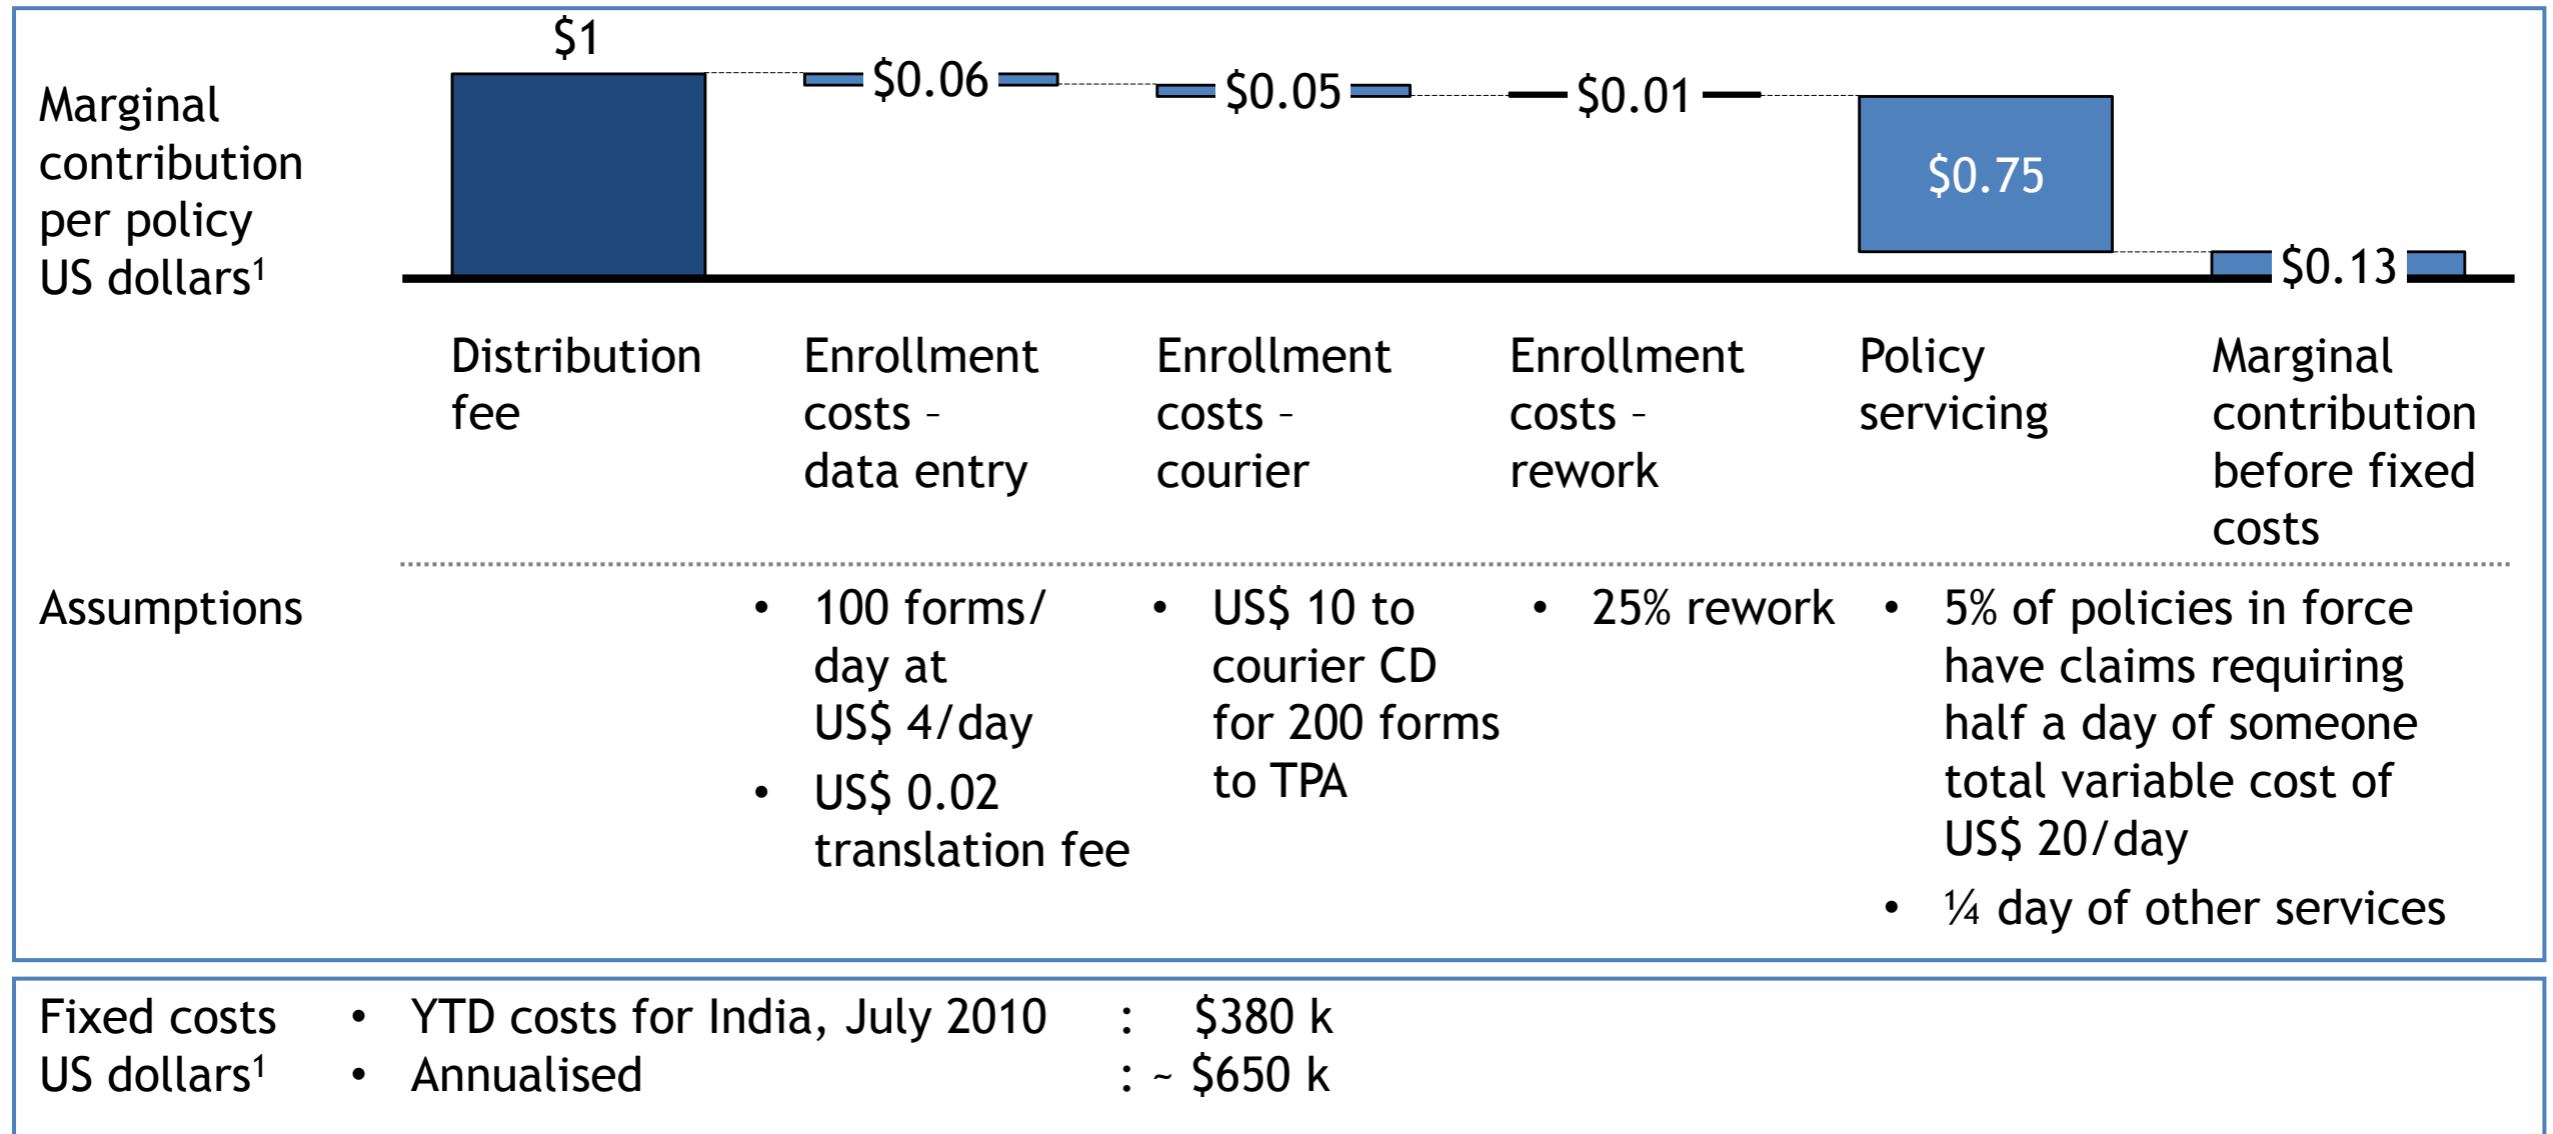 $1
$0.06
$0.05
$0.01
$0.75
$0.13
Marginal
contribution
per policy
US dollars¹
Distribution
fee
Enrollment
costs –
data entry
Enrollment
costs –
courier
Enrollment
costs –
rework
Policy
servicing
Marginal
contribution
before fixed
costs
Assumptions
• 100 forms/
day at
US$ 4/day
• US$ 0.02
translation fee
• US$ 10 to
courier CD
for 200 forms
to TPA
• 25% rework
• 5% of policies in force
have claims requiring
half a day of someone
total variable cost of
US$ 20/day
• ¼ day of other services
Fixed costs
US dollars¹
• YTD costs for India, July 2010 : $380 k
• Annualised : ~ $650 k